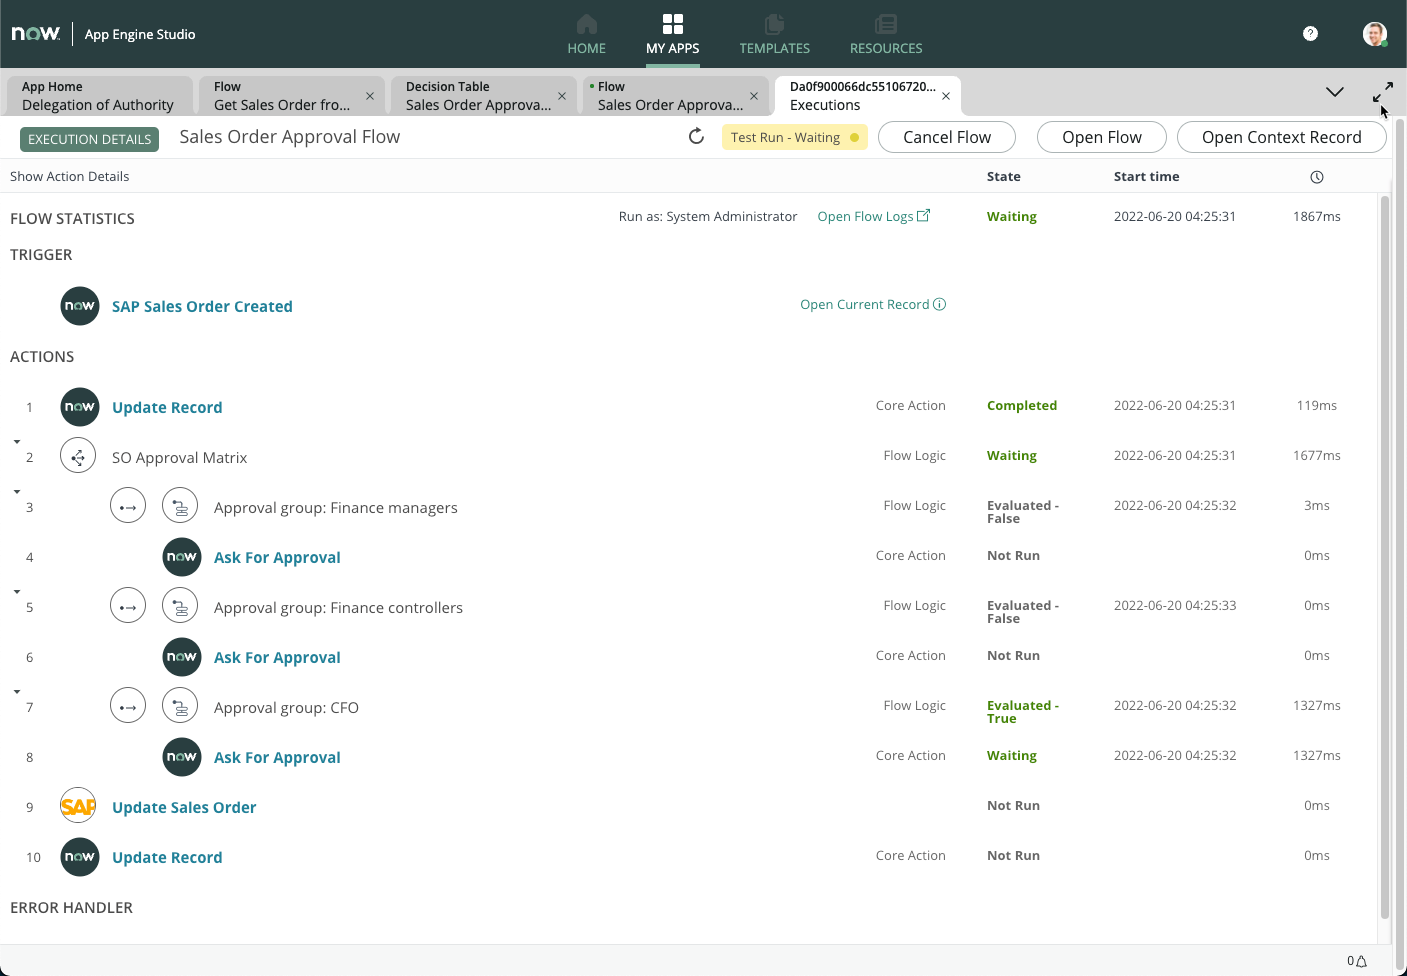 now.
App Engine Studio
HOME
MY APPS
TEMPLATES
RESOURCES
?
App Home
Delegation of Authority
Flow
Get Sales Order fro...
Decision Table
Sales Order Approva...
Flow
Sales Order Approva...
Da0f900066dc55106720...
Executions
EXECUTION DETAILS
Sales Order Approval Flow
Test Run - Waiting
Cancel Flow
Open Flow
Open Context Record
Show Action Details
State
Start time
FLOW STATISTICS
Run as: System Administrator
Open Flow Logs
Waiting
2022-06-20 04:25:31
1867ms
TRIGGER
now
SAP Sales Order Created
Open Current Record
ACTIONS
1
now
Update Record
Core Action
Completed
2022-06-20 04:25:31
119ms
2
SO Approval Matrix
Flow Logic
Waiting
2022-06-20 04:25:31
1677ms
3
Approval group: Finance managers
Flow Logic
Evaluated -
False
2022-06-20 04:25:32
3ms
4
now
Ask For Approval
Core Action
Not Run
0ms
5
Approval group: Finance controllers
Flow Logic
Evaluated -
False
2022-06-20 04:25:33
0ms
6
now
Ask For Approval
Core Action
Not Run
0ms
7
Approval group: CFO
Flow Logic
Evaluated -
True
2022-06-20 04:25:32
1327ms
8
now
Ask For Approval
Core Action
Waiting
2022-06-20 04:25:32
1327ms
9
SAP
Update Sales Order
Not Run
0ms
10
now
Update Record
Core Action
Not Run
0ms
ERROR HANDLER
0